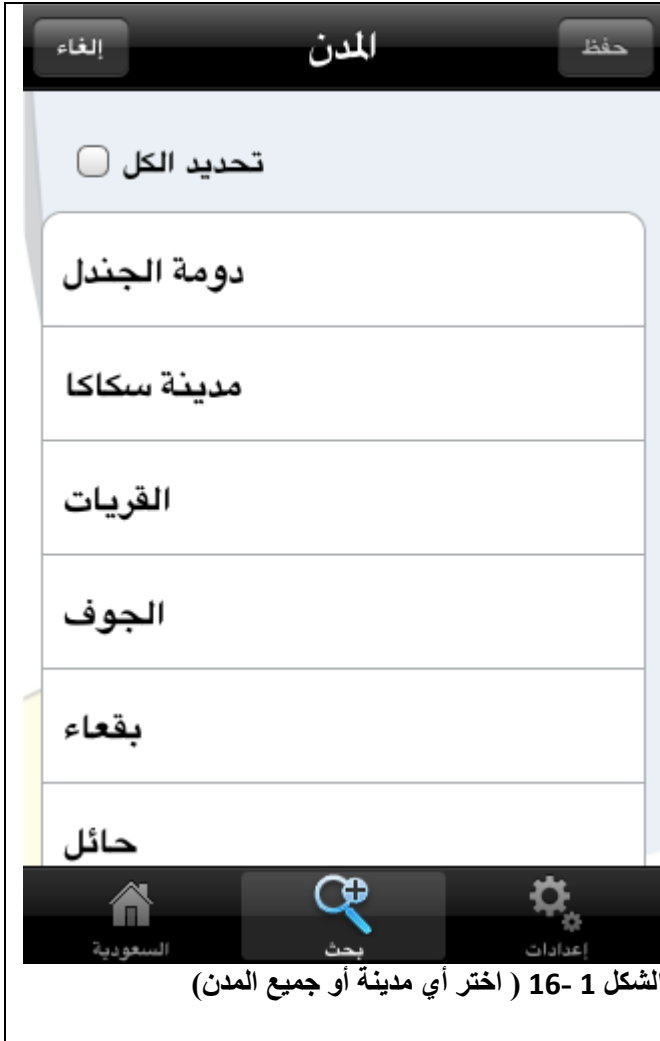 حفظ
المدن
إلغاء
تحديد الكل
دومة الجندل
مدينة سكاكا
القريات
الجوف
بقعاء
حائل
إعدادات
بحث
السعودية
الشكل 1 -16 ( اختر أي مدينة أو جميع المدن)